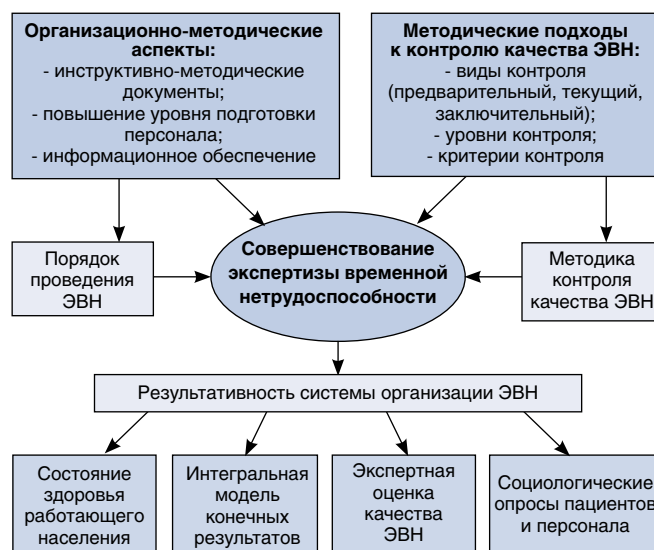 Организационно-методические
аспекты:
- инструктивно-методические
документы;
- повышение уровня подготовки
персонала;
- информационное обеспечение
Методические подходы
к контролю качества ЭВН:
- виды контроля
(предварительный, текущий,
заключительный);
- уровни контроля;
- критерии контроля
Порядок
проведения
ЭВН
Совершенствование
экспертизы временной
нетрудоспособности
Методика
контроля
качества ЭВН
Результативность системы организации ЭВН
Состояние
здоровья
работающего
населения
Интегральная
модель
конечных
результатов
Экспертная
оценка
качества
ЭВН
Социологические
опросы пациентов
и персонала